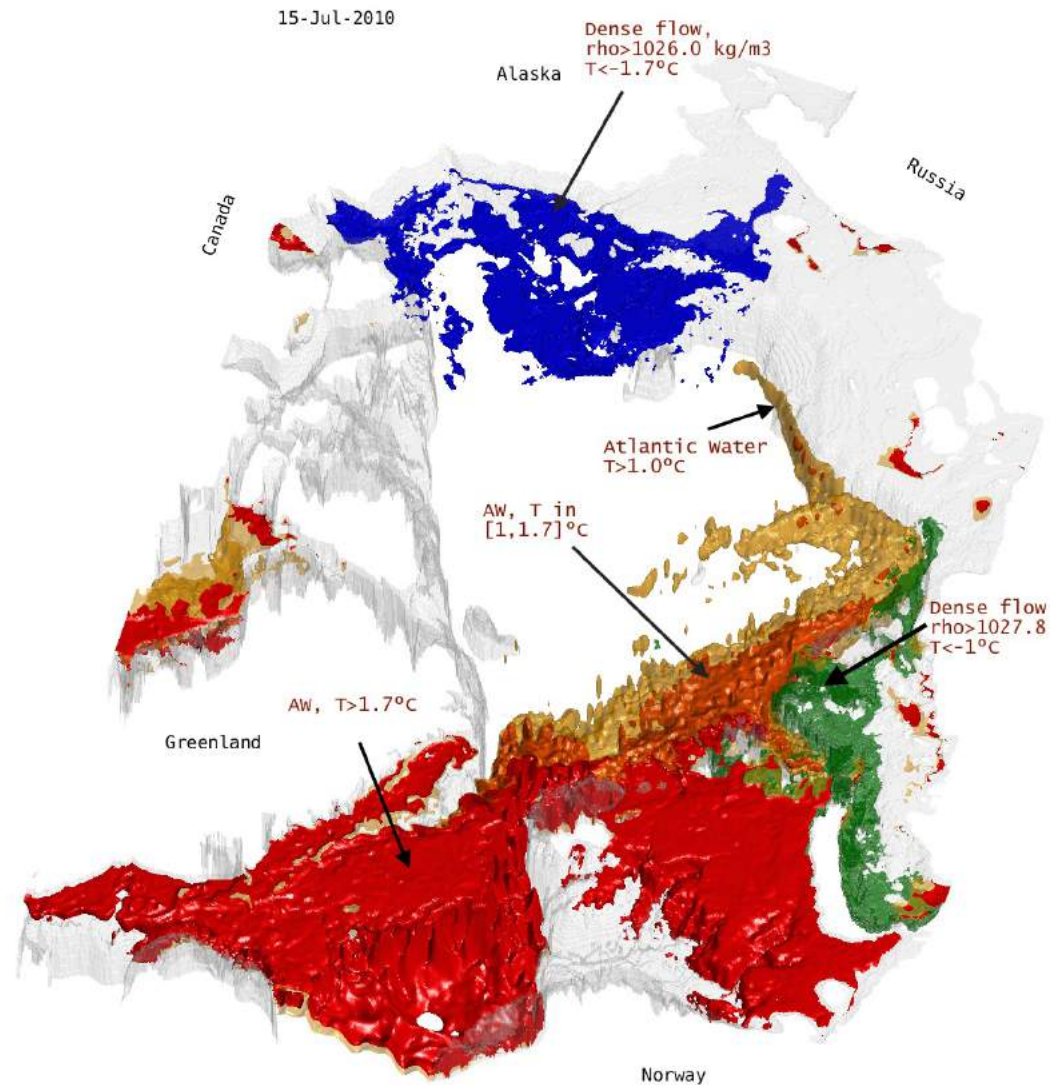 15-Jul-2010
Dense flow,
rho>1026.0 kg/m3
T<-1.7ºC
Alaska
Russia
Canada
Atlantic Water
T>1.0ºC
AW, T in
[1,1.7]ºC
Dense flow
rho>1027.8
T<-1ºC
AW, T>1.7ºC
Greenland
Norway